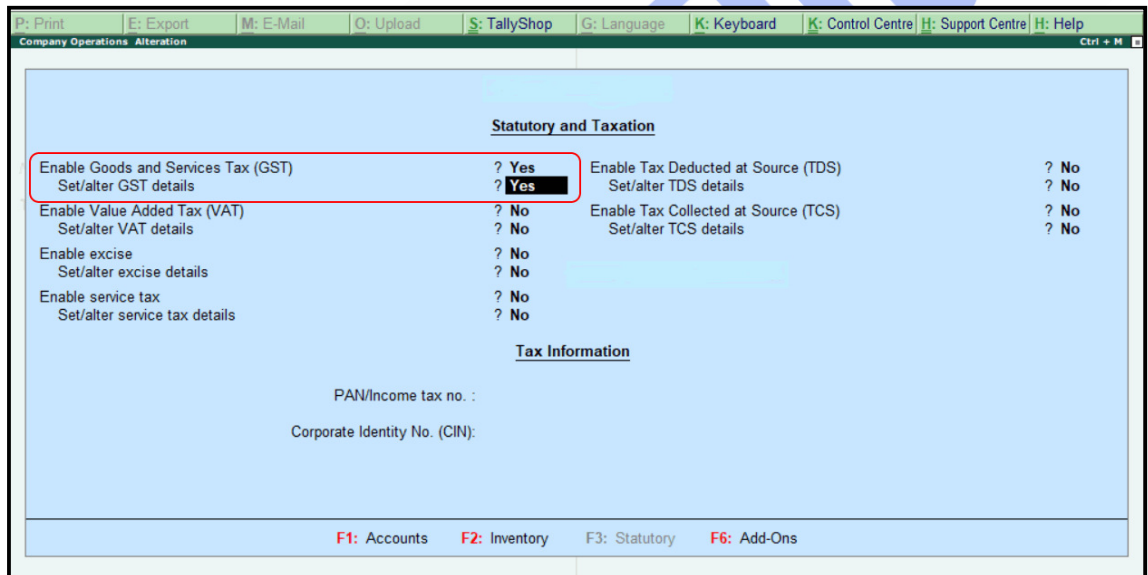 P: Print E: Export M: E-Mail O: Upload S: TallyShop G: Language K: Keyboard K: Control Centre H: Support Centre H: Help
Company Operations Alteration Ctrl + M
Statutory and Taxation
Enable Goods and Services Tax (GST) ? Yes Enable Tax Deducted at Source (TDS) ? No
Set/alter GST details ? Yes Set/alter TDS details ? No
Enable Value Added Tax (VAT) ? No Enable Tax Collected at Source (TCS) ? No
Set/alter VAT details ? No Set/alter TCS details ? No
Enable excise ? No
Set/alter excise details ? No
Enable service tax ? No
Set/alter service tax details ? No
Tax Information
PAN/Income tax no. :
Corporate Identity No. (CIN):
F1: Accounts F2: Inventory F3: Statutory F6: Add-Ons